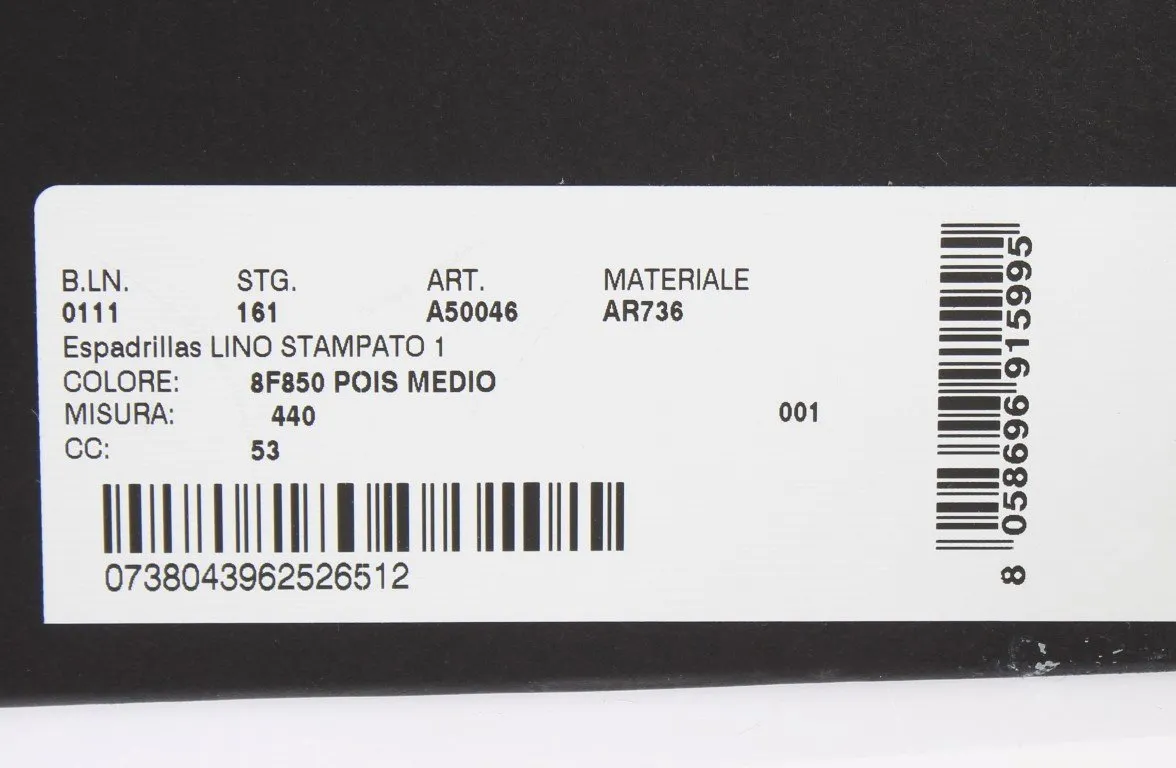 B.LN. STG. ART. MATERIALE
0111 161 A50046 AR736
Espadrillas LINO STAMPATO 1
COLORE: 8F850 POIS MEDIO
MISURA: 440 001
CC: 53
0738043962526512
8 058696 915995